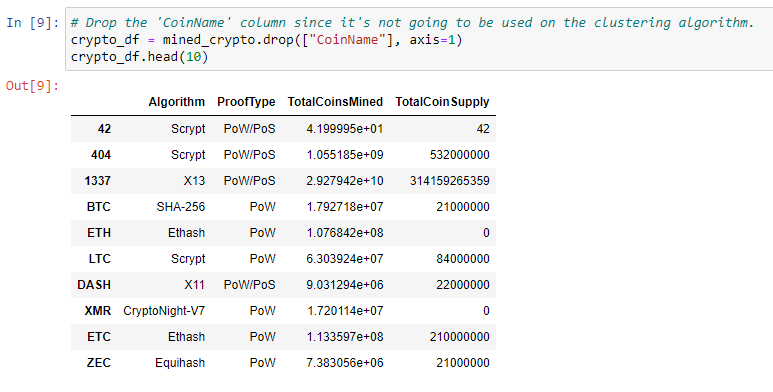 In [9]: # Drop the 'CoinName' column since it's not going to be used on the clustering algorithm.
crypto_df = mined_crypto.drop(["CoinName"], axis=1)
crypto_df.head(10)
Out[9]:
Algorithm ProofType TotalCoinsMined TotalCoinSupply
42 Scrypt PoW/PoS 4.199995e+01 42
404 Scrypt PoW/PoS 1.055185e+09 532000000
1337 X13 PoW/PoS 2.927942e+10 314159265359
BTC SHA-256 PoW 1.792718e+07 21000000
ETH Ethash PoW 1.076842e+08 0
LTC Scrypt PoW 6.303924e+07 84000000
DASH X11 PoW/PoS 9.031294e+06 22000000
XMR CryptoNight-V7 PoW 1.720114e+07 0
ETC Ethash PoW 1.133597e+08 210000000
ZEC Equihash PoW 7.383056e+06 21000000